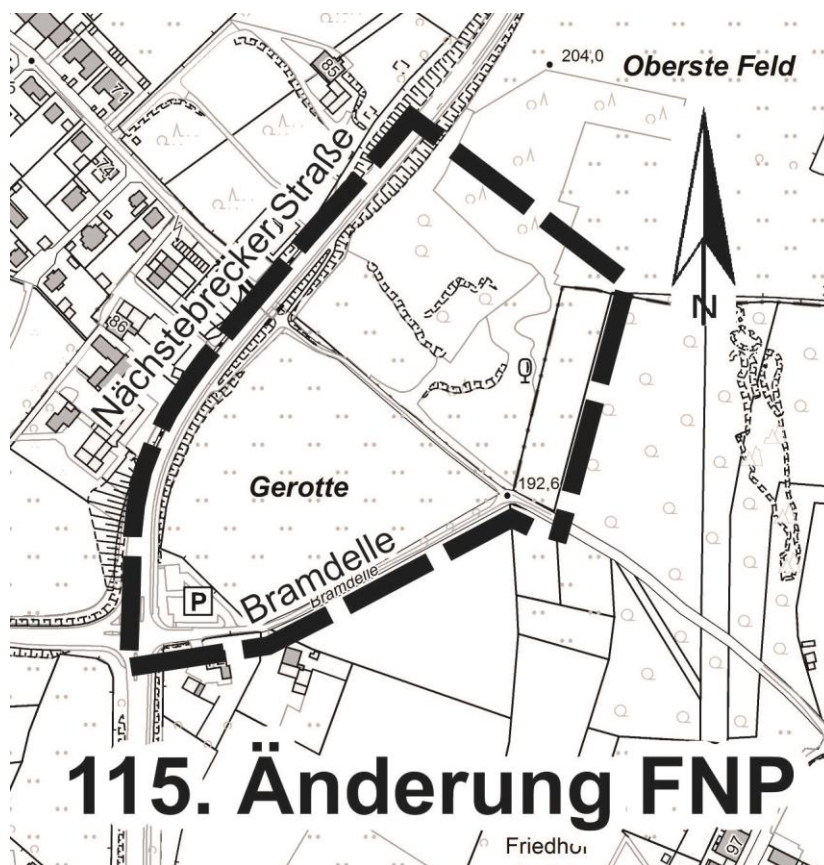 204,0
Oberste Feld
85
71
74
Nächstebrecker Straße
86
N
192,6
Gerotte
Bramdelle
Bramdelle
P
115. Änderung FNP
Friedhof
97